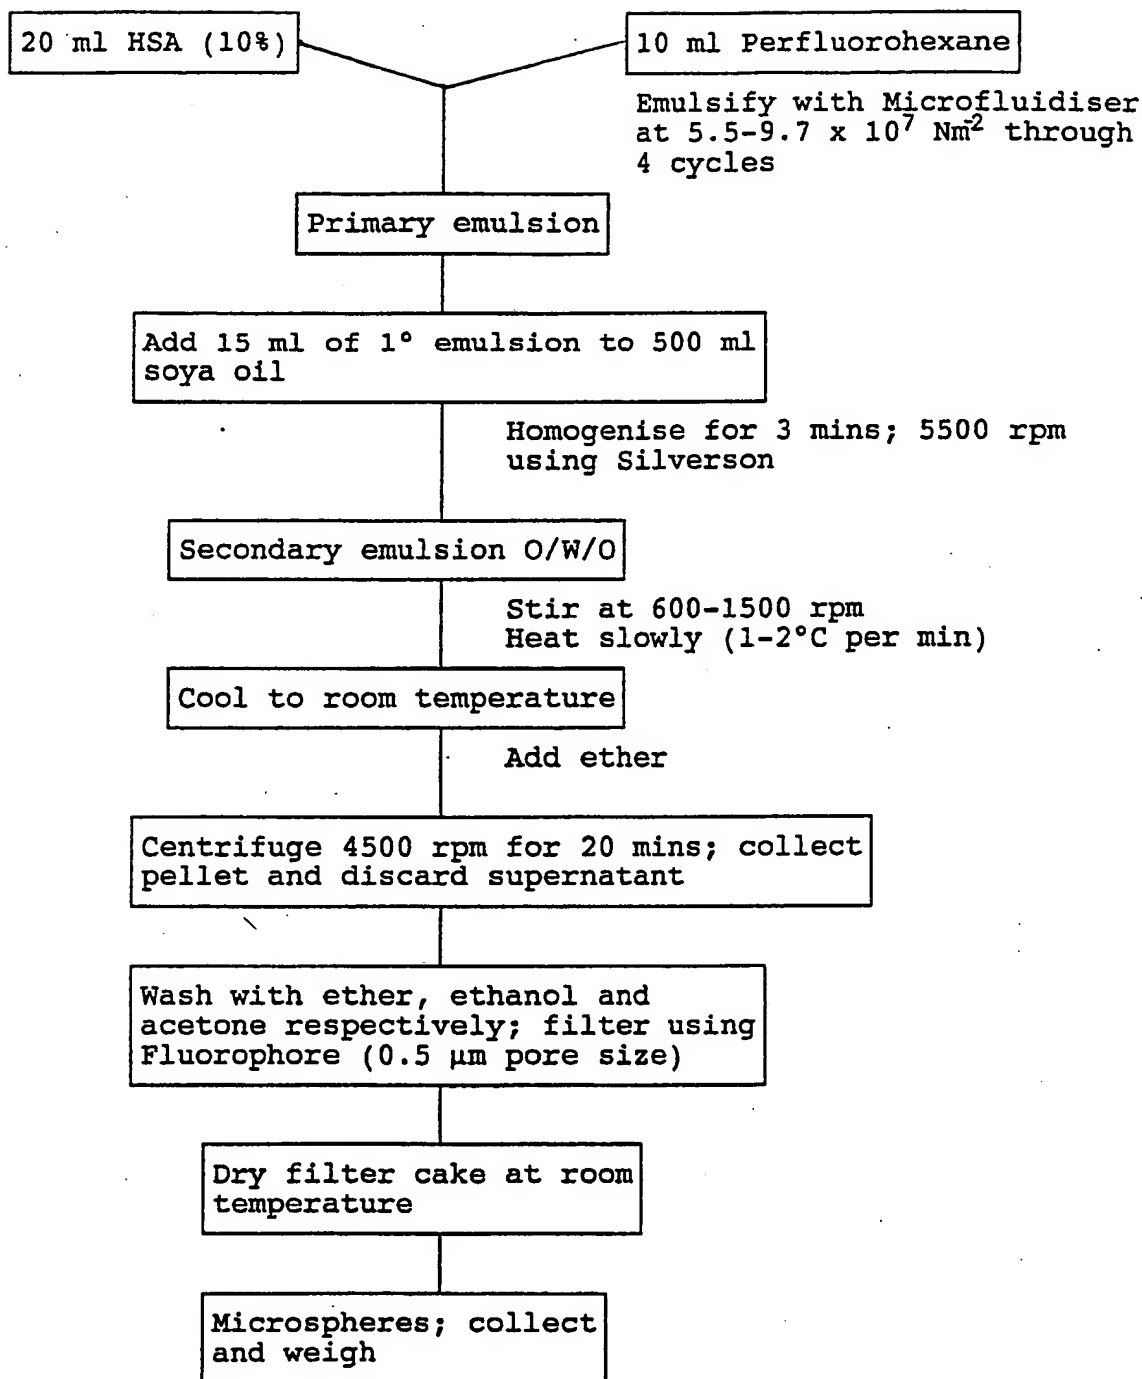 20 ml HSA (10%)
10 ml Perfluorohexane
Emulsify with Microfluidiser
at 5.5-9.7 x 10⁷ Nm⁻² through
4 cycles
Primary emulsion
Add 15 ml of 1° emulsion to 500 ml
soya oil
Homogenise for 3 mins; 5500 rpm
using Silverson
Secondary emulsion O/W/O
Stir at 600-1500 rpm
Heat slowly (1-2°C per min)
Cool to room temperature
Add ether
Centrifuge 4500 rpm for 20 mins; collect
pellet and discard supernatant
Wash with ether, ethanol and
acetone respectively; filter using
Fluorophore (0.5 µm pore size)
Dry filter cake at room
temperature
Microspheres; collect
and weigh